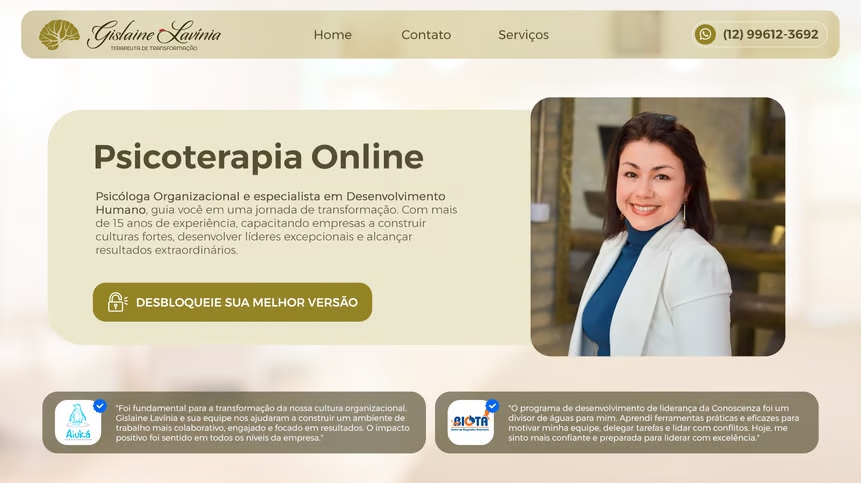 Gislaine Lavínia
TERAPEUTA DE TRANSFORMAÇÃO
Home
Contato
Serviços
(12) 99612-3692
Psicoterapia Online
Psicóloga Organizacional e especialista em Desenvolvimento
Humano, guia você em uma jornada de transformação. Com mais
de 15 anos de experiência, capacitando empresas a construir
culturas fortes, desenvolver líderes excepcionais e alcançar
resultados extraordinários.
DESBLOQUEIE SUA MELHOR VERSÃO
Aiuká
"Foi fundamental para a transformação da nossa cultura organizacional.
Gislaine Lavínia e sua equipe nos ajudaram a construir um ambiente de
trabalho mais colaborativo, engajado e focado em resultados. O impacto
positivo foi sentido em todos os níveis da empresa."
BIOTA
"O programa de desenvolvimento de liderança da Conoscenza foi um
divisor de águas para mim. Aprendi ferramentas práticas e eficazes para
motivar minha equipe, delegar tarefas e lidar com conflitos. Hoje, me
sinto mais confiante e preparada para liderar com excelência."